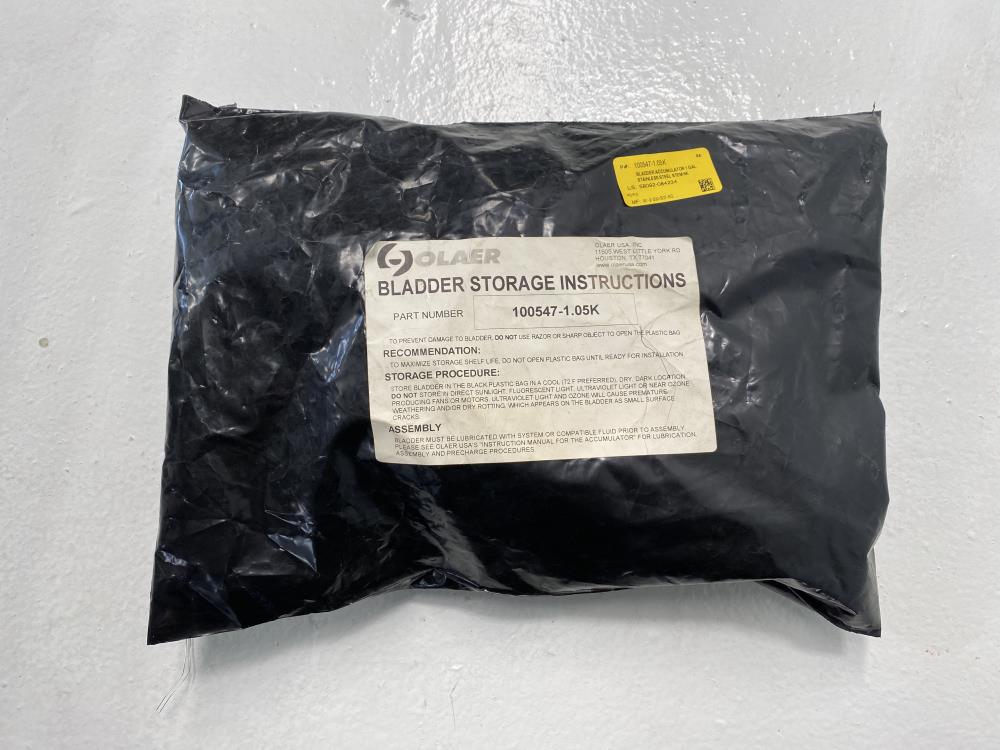 P#: 100547-1.05K
BLADDER ACCUMULATOR 1 GAL
STAINLESS STEEL STEM 5K
OLAER
OLAER USA, INC
11505 WEST LITTLE YORK RD
HOUSTON, TX 77041
www.olaerusa.com
BLADDER STORAGE INSTRUCTIONS
PART NUMBER 100547-1.05K
TO PREVENT DAMAGE TO BLADDER, DO NOT USE RAZOR OR SHARP OBJECT TO OPEN THE PLASTIC BAG
RECOMMENDATION:
TO MAXIMIZE STORAGE SHELF LIFE, DO NOT OPEN PLASTIC BAG UNTIL READY FOR INSTALLATION
STORAGE PROCEDURE:
STORE BLADDER IN THE BLACK PLASTIC BAG IN A COOL (72 F PREFERRED), DRY, DARK LOCATION
DO NOT STORE IN DIRECT SUNLIGHT, FLUORESCENT LIGHT, ULTRAVIOLET LIGHT OR NEAR OZONE
PRODUCING FANS OR MOTORS. ULTRAVIOLET LIGHT AND OZONE WILL CAUSE PREMATURE
WEATHERING AND/OR DRY ROTTING, WHICH APPEARS ON THE BLADDER AS SMALL SURFACE
CRACKS.
ASSEMBLY
BLADDER MUST BE LUBRICATED WITH SYSTEM OR COMPATIBLE FLUID PRIOR TO ASSEMBLY.
PLEASE SEE OLAER USA'S "INSTRUCTION MANUAL FOR THE ACCUMULATOR" FOR LUBRICATION,
ASSEMBLY AND PRECHARGE PROCEDURES